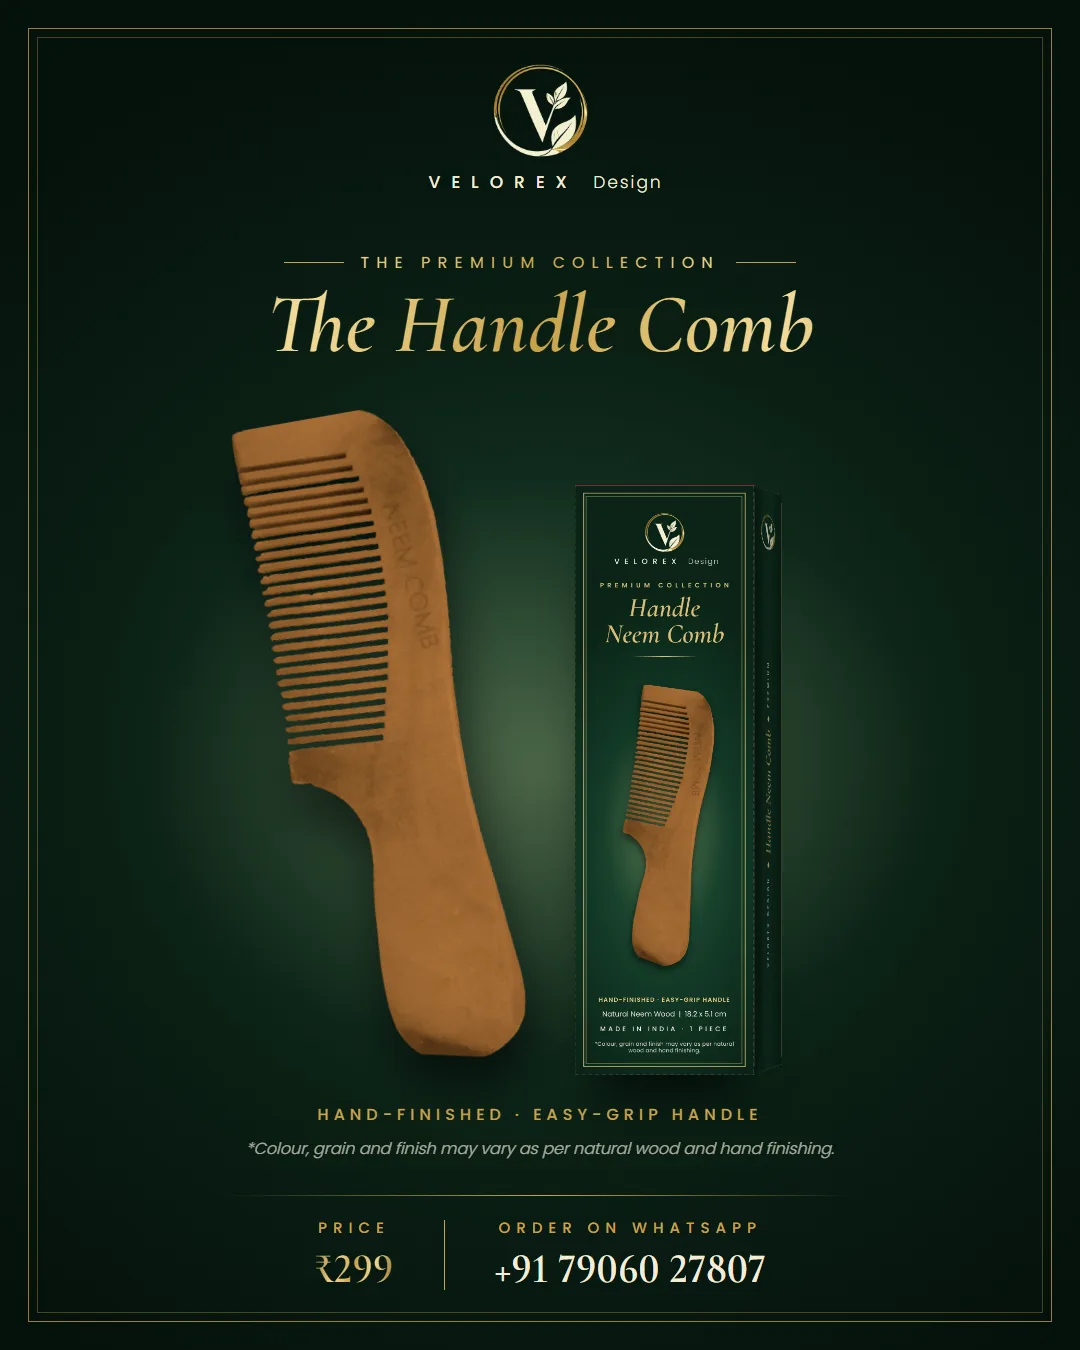 VELOREX Design
THE PREMIUM COLLECTION
The Handle Comb
NEEM COMB
VELOREX Design
PREMIUM COLLECTION
Handle
Neem Comb
HAND-FINISHED · EASY-GRIP HANDLE
Natural Neem Wood | 18.2 x 5.1 cm
MADE IN INDIA · 1 PIECE
*Colour, grain and finish may vary as per natural
wood and hand finishing.
VELOREX DESIGN ✦ Handle Neem Comb ✦ PREMIUM
HAND-FINISHED · EASY-GRIP HANDLE
*Colour, grain and finish may vary as per natural wood and hand finishing.
PRICE
₹299
ORDER ON WHATSAPP
+91 79060 27807